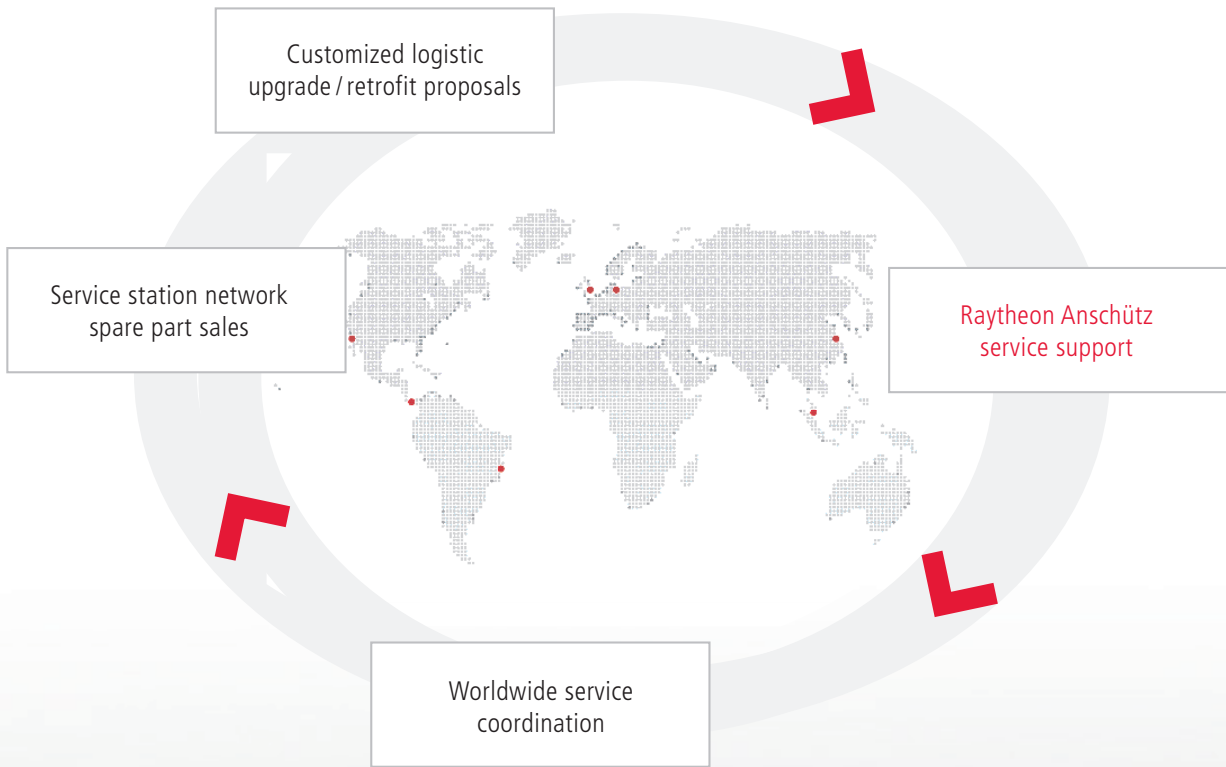 Customized logistic
upgrade / retrofit proposals
Service station network
spare part sales
Raytheon Anschütz
service support
Worldwide service
coordination